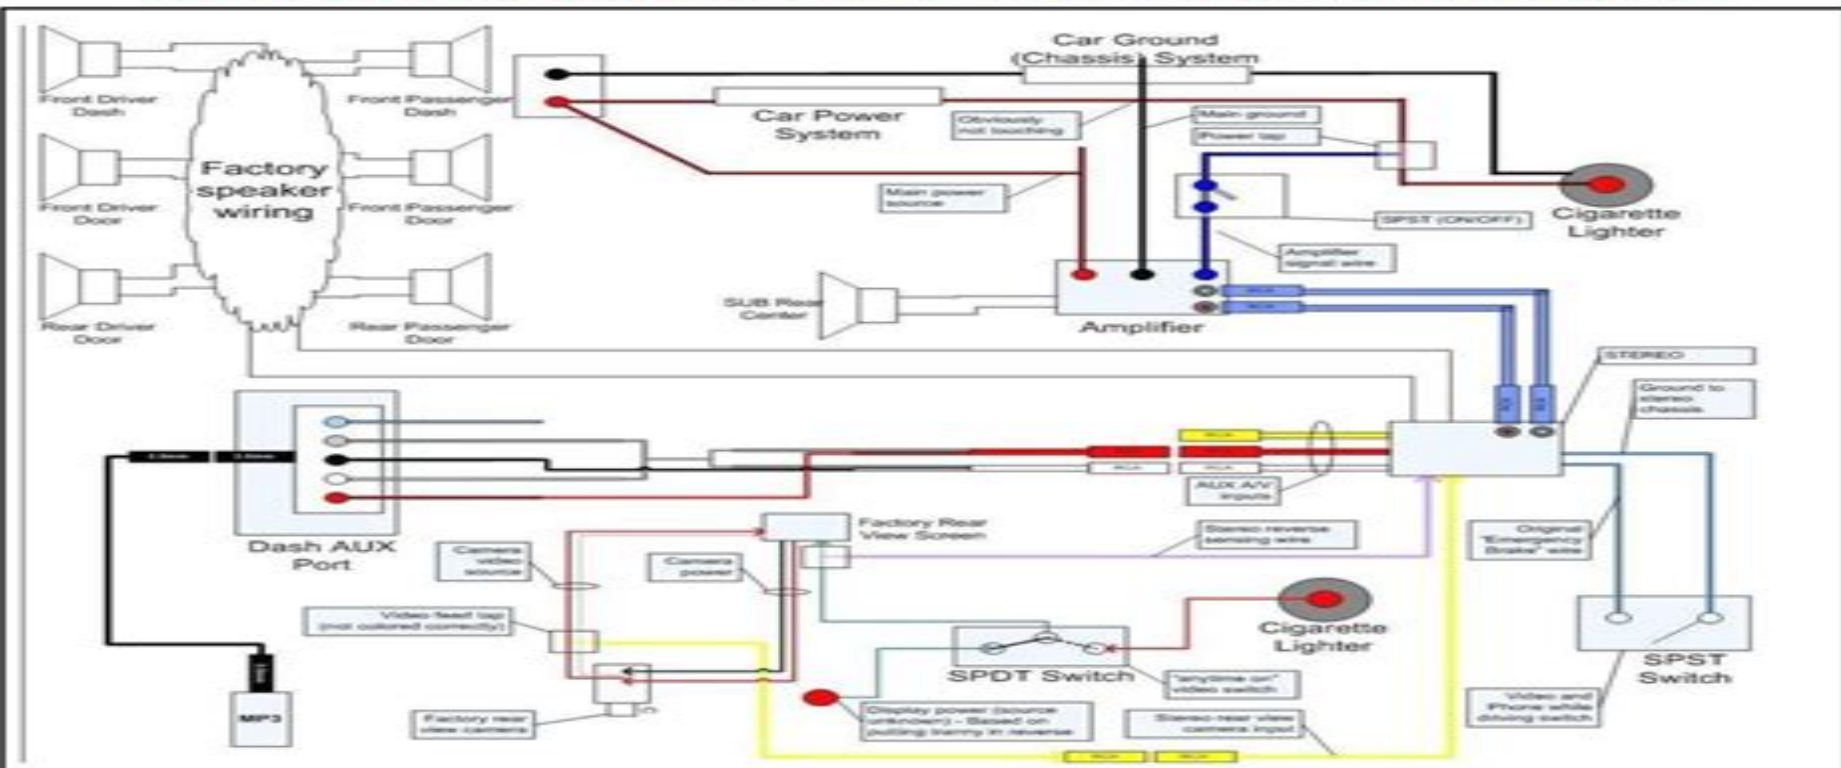 Front Driver
Dash
Front Passenger
Dash
Factory
speaker
wiring
Front Driver
Door
Front Passenger
Door
Rear Driver
Door
Rear Passenger
Door
Car Ground
(Chassis) System
Car Power
System
Obviously
not touching
Main ground
Power tap
Main power
source
SPST (ON/OFF)
Cigarette
Lighter
Amplifier
signal wire
SUB Rear
Center
Amplifier
STEREO
Ground to
stereo
chassis
RCA
RCA
RCA
AUX A/V
inputs
Dash AUX
Port
Factory Rear
View Screen
Stereo reverse
sensing wire
Original
"Emergency
Brake" wire
Camera
video
source
Camera
power
Video feed tap
(not colored correctly)
Cigarette
Lighter
SPDT Switch
"anytime on"
video switch
SPST
Switch
MP3
Factory rear
view camera
Display power (source
unknown) - Based on
putting tranny in reverse
Stereo rear view
camera input
Video and
Phone while
driving switch
RCA
RCA